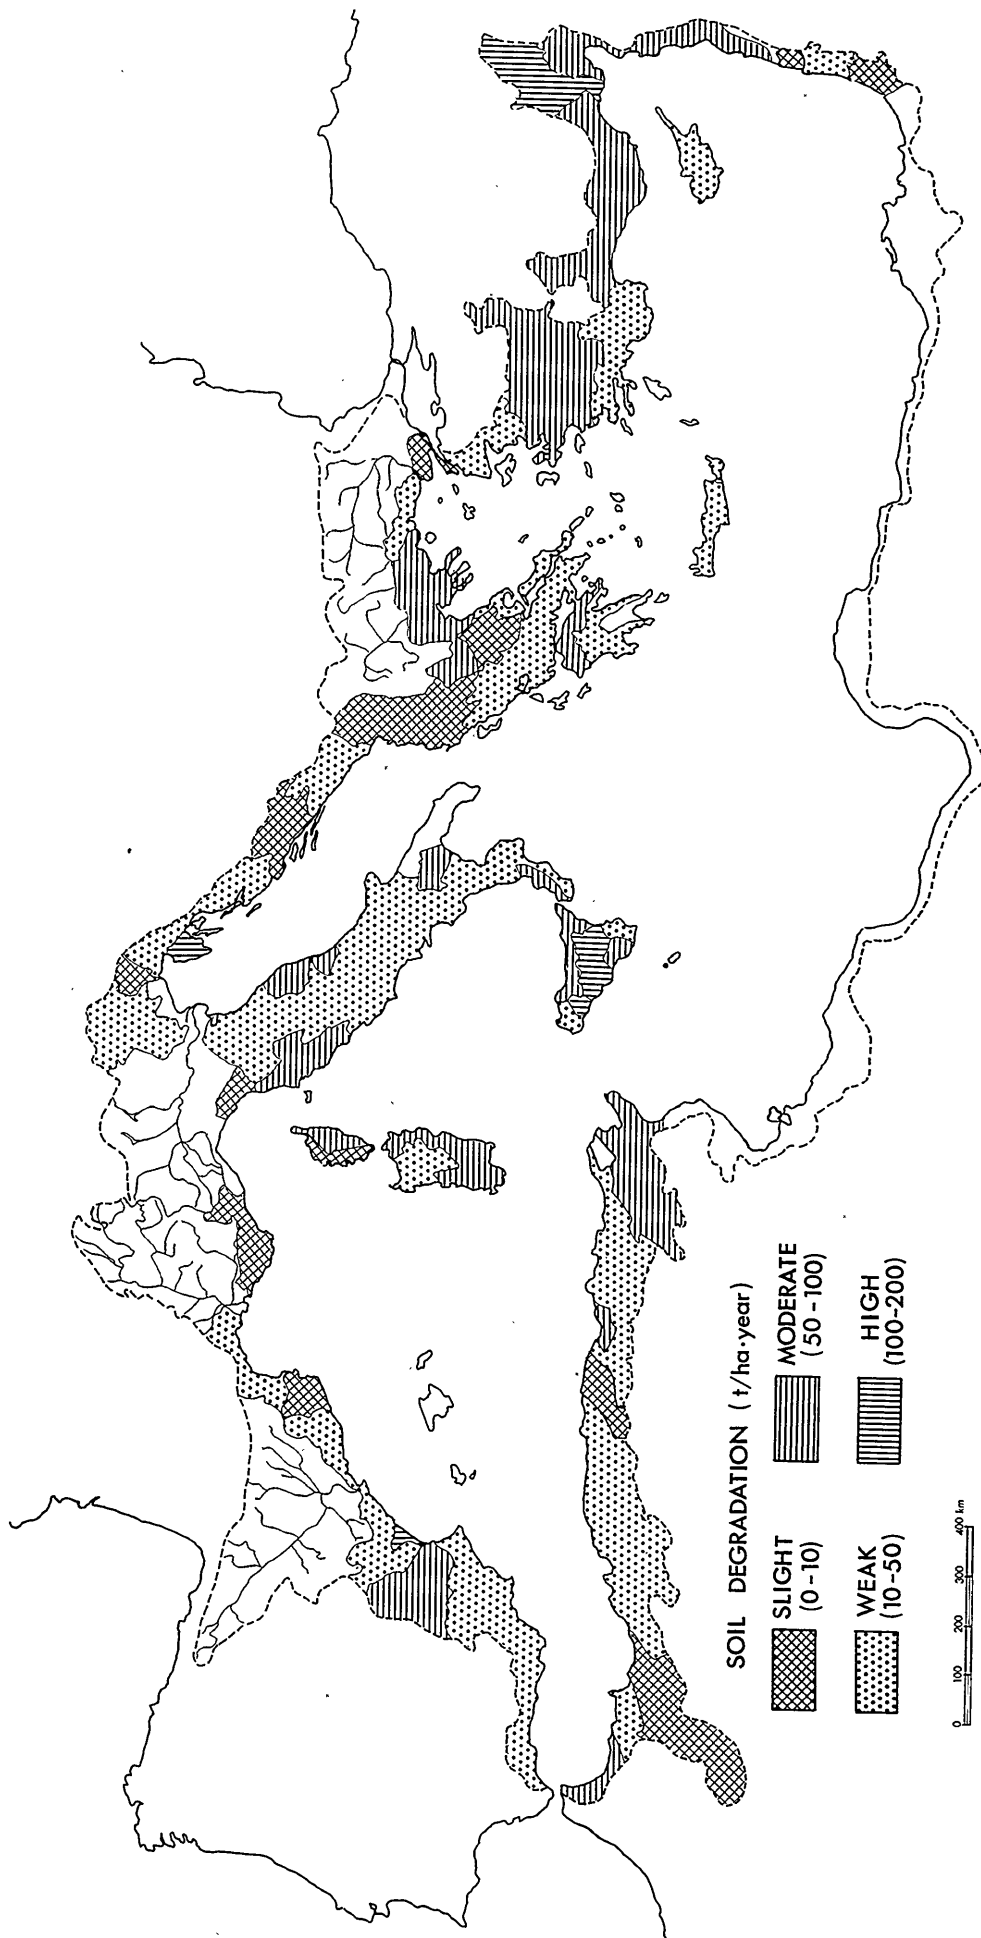 SOIL DEGRADATION (t/ha·year)
SLIGHT
(0-10)
MODERATE
(50-100)
WEAK
(10-50)
HIGH
(100-200)
0 100 200 300 400 km